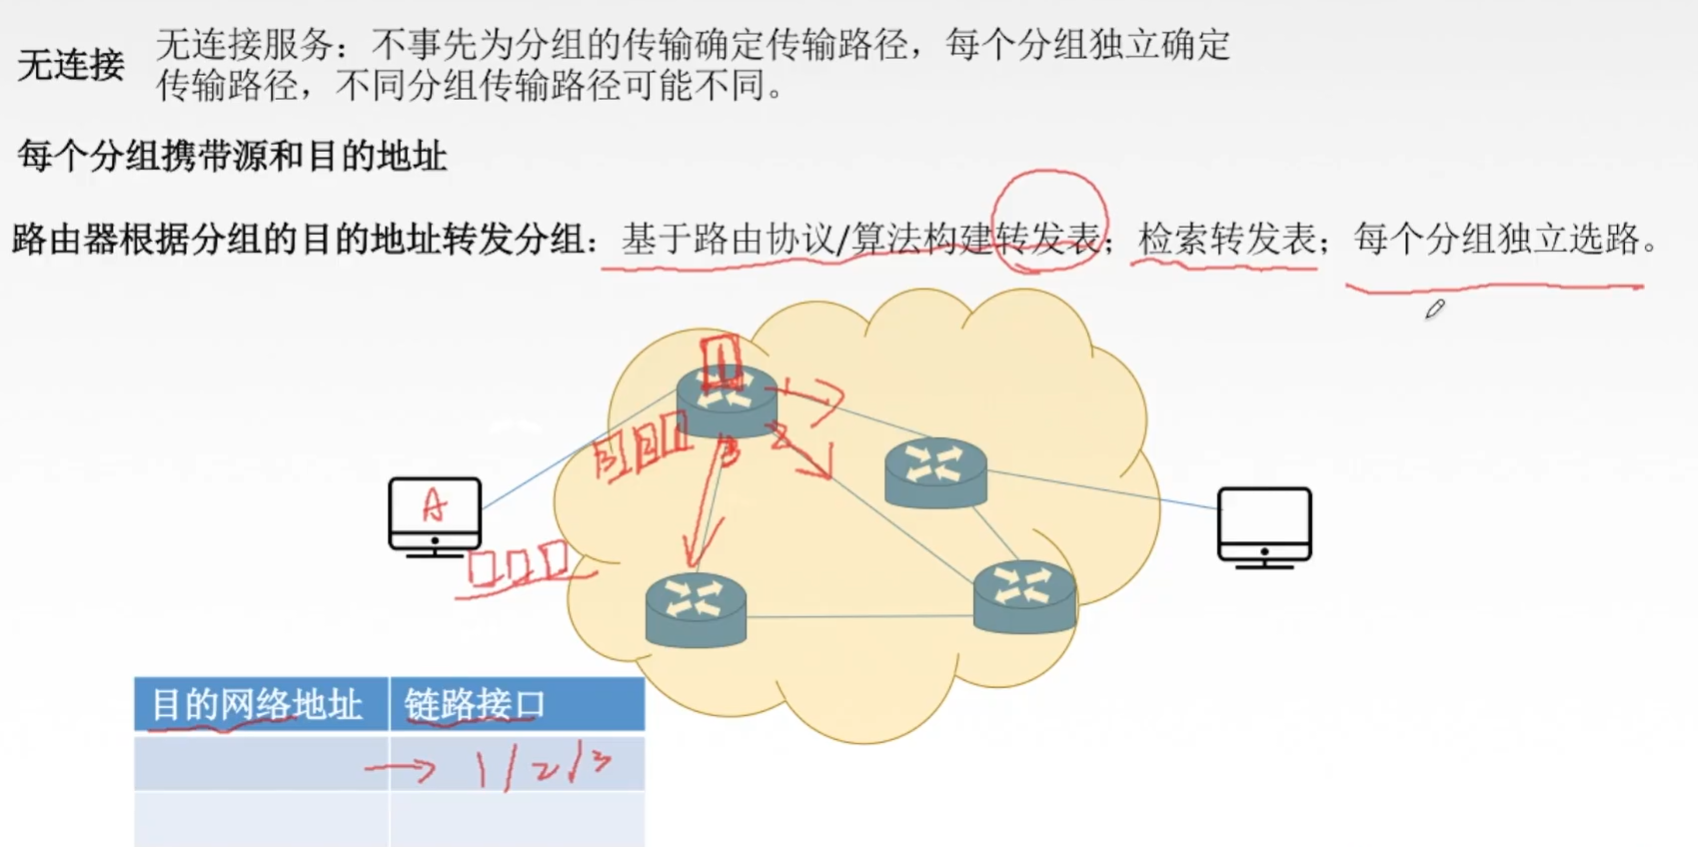 无连接
无连接服务：不事先为分组的传输确定传输路径，每个分组独立确定
传输路径，不同分组传输路径可能不同。
每个分组携带源和目的地址
路由器根据分组的目的地址转发分组：基于路由协议/算法构建转发表；检索转发表；每个分组独立选路。
1
1
3 2 1
3
2
A
目的网络地址 链路接口
→ 1/2/3